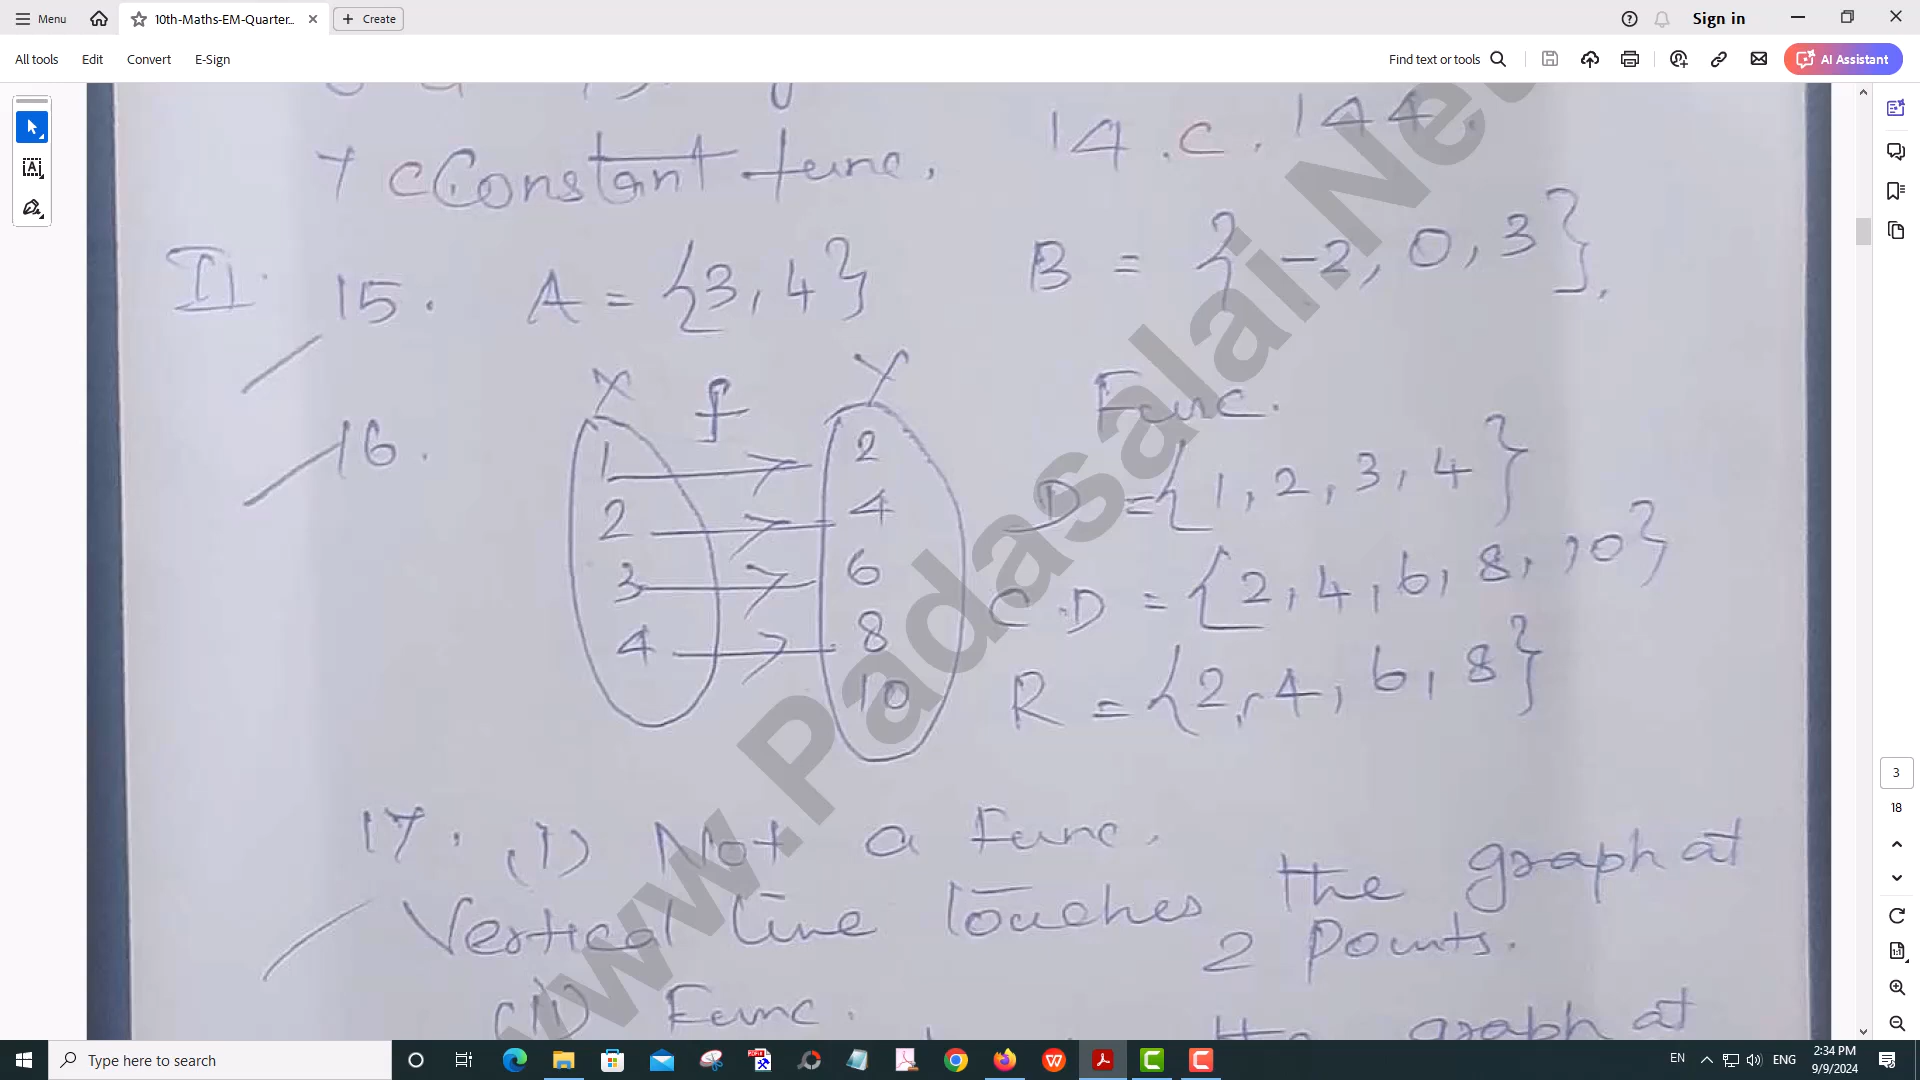 Menu
10th-Maths-EM-Quarter...
Create
Sign in
All tools
Edit
Convert
E-Sign
Find text or tools
AI Assistant
7 c Constant func.
14. c. 144.
II. 15. A = {3, 4} B = {-2, 0, 3}.
16.
X f Y
1 2
2 4
3 6
4 8
10
Func.
D = {1, 2, 3, 4}
C.D = {2, 4, 6, 8, 10}
R = {2, 4, 6, 8}
17. (i) Not a Func.
Vertical line touches the graph at
2 points.
(ii) Func.
the graph at
www.Padasalai.Net
3
18
Type here to search
EN
ENG
2:34 PM
9/9/2024